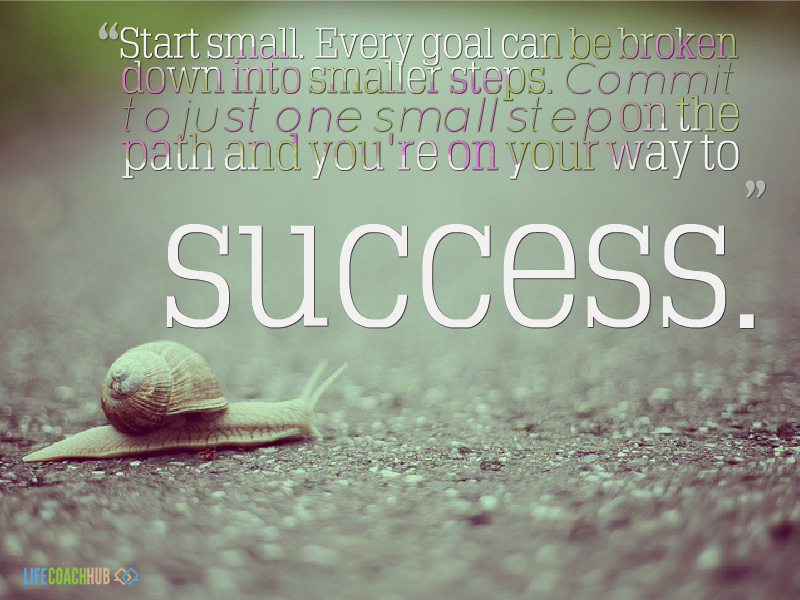 “Start small. Every goal can be broken
down into smaller steps. Commit
to just one small step on the
path and you're on your way to
”
success.
LIFECOACHHUB